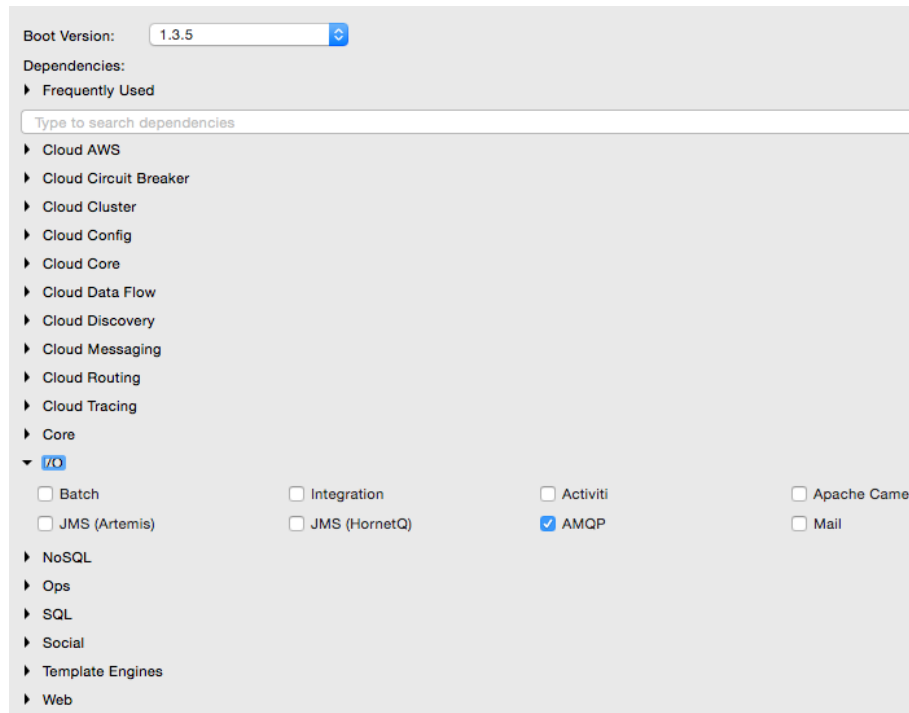 Boot Version: 1.3.5
Dependencies:
Frequently Used
Type to search dependencies
Cloud AWS
Cloud Circuit Breaker
Cloud Cluster
Cloud Config
Cloud Core
Cloud Data Flow
Cloud Discovery
Cloud Messaging
Cloud Routing
Cloud Tracing
Core
I/O
Batch Integration Activiti Apache Came
JMS (Artemis) JMS (HornetQ) AMQP Mail
NoSQL
Ops
SQL
Social
Template Engines
Web